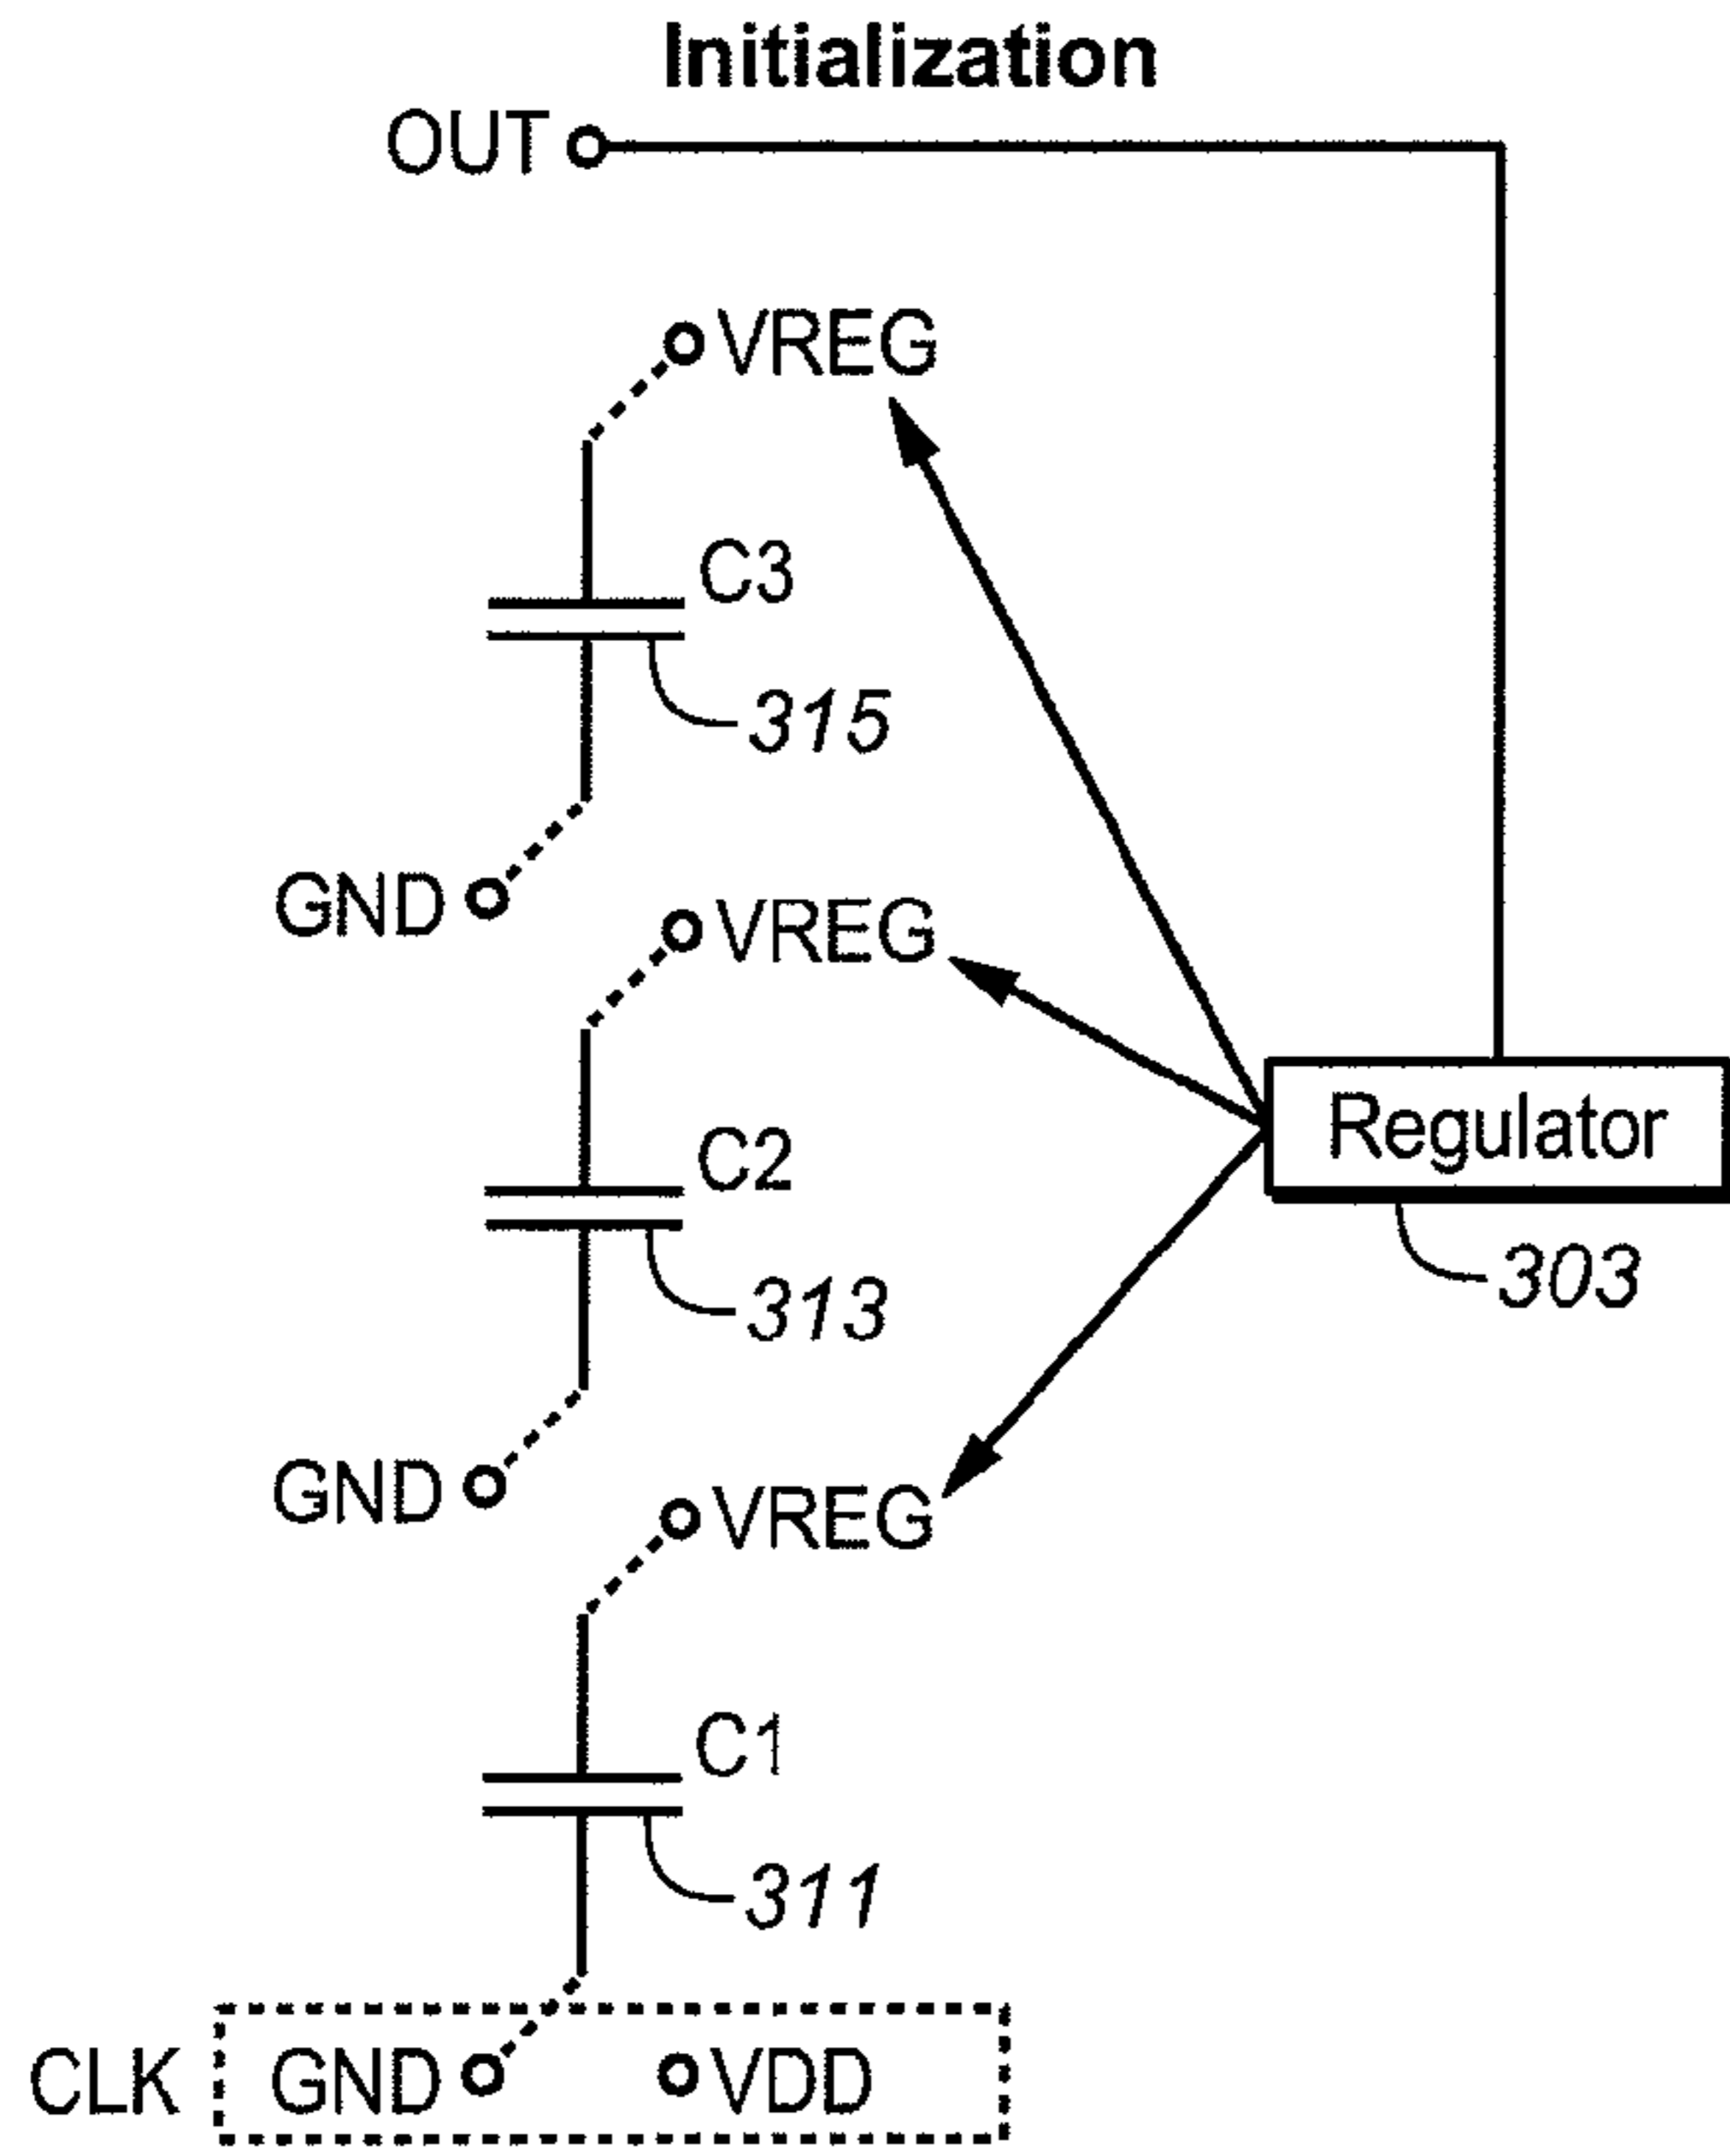 Initialization
OUT
VREG
C3
315
GND
VREG
C2
Regulator
313
303
GND
VREG
C1
311
CLK GND VDD